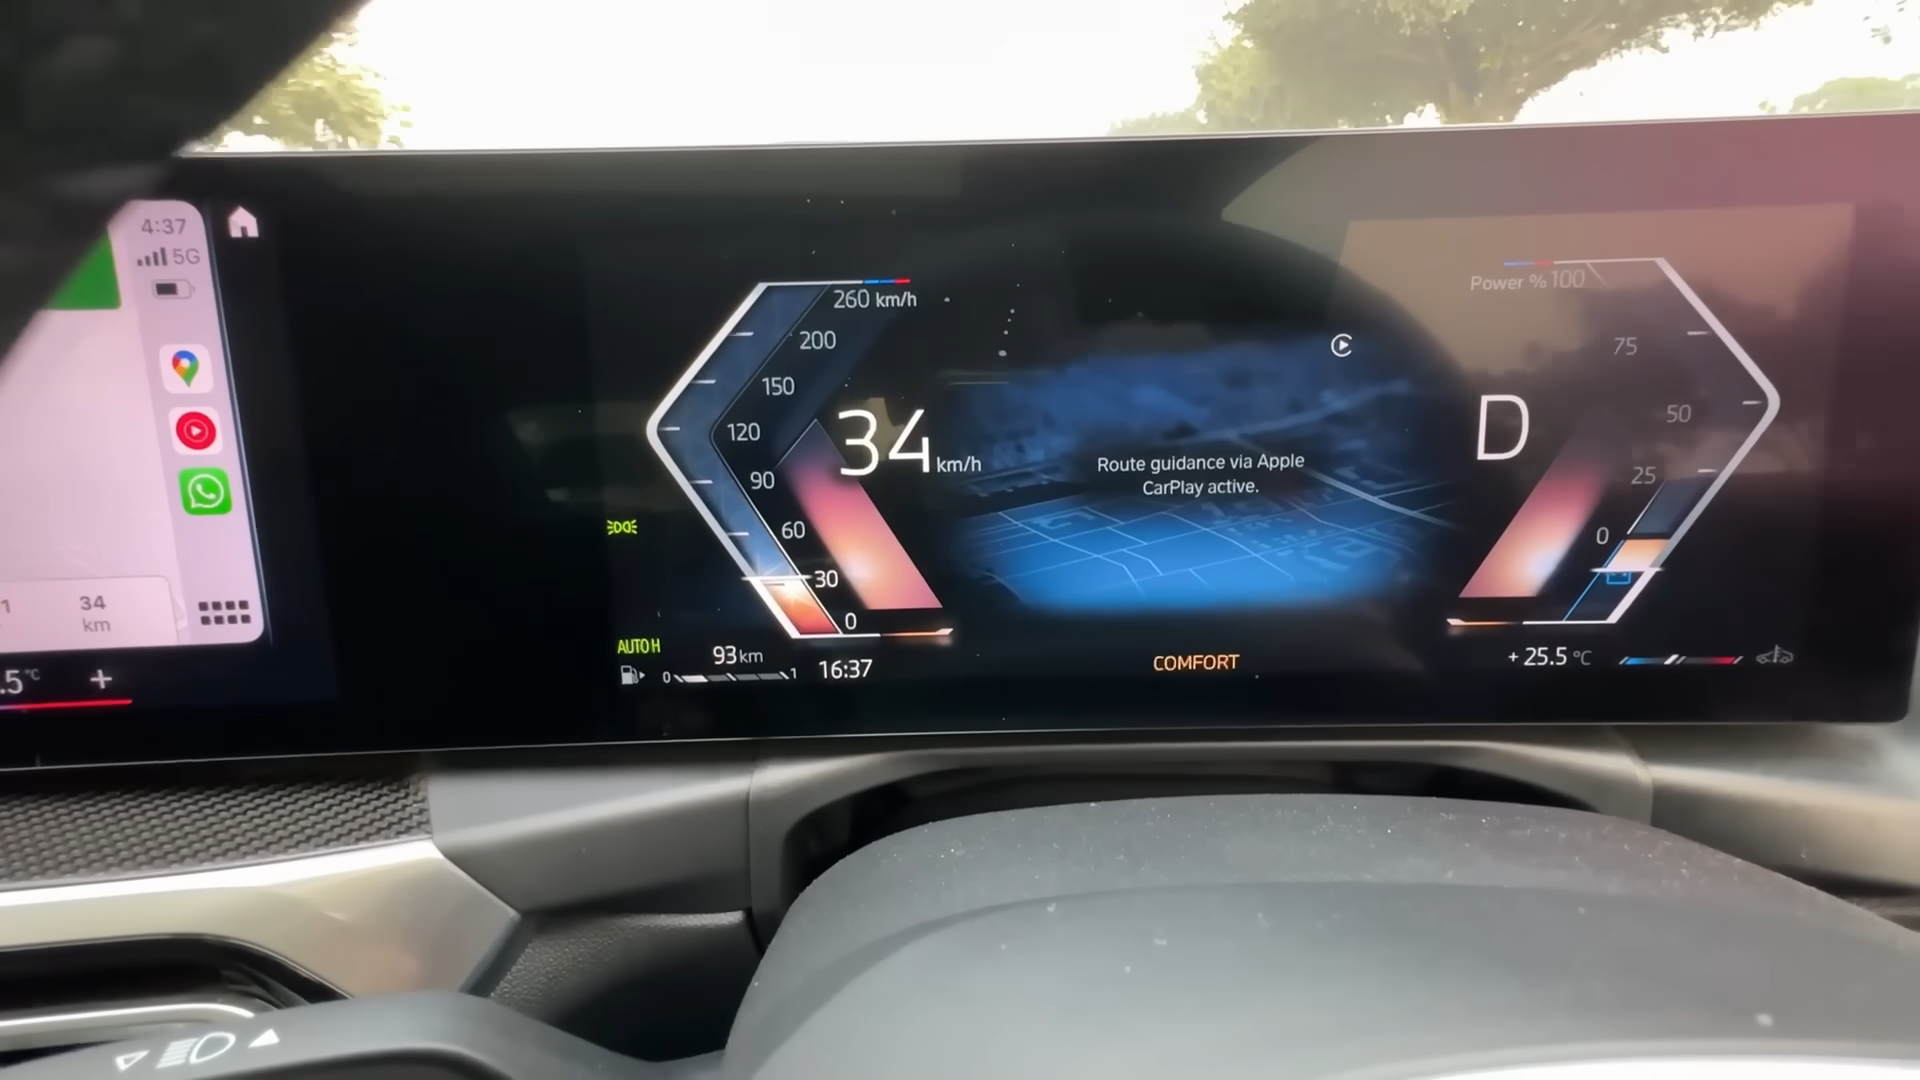 4:37
5G
1
34
km
.5°C
+
260 km/h
200
150
120
90
60
30
0
34 km/h
AUTO H
93 km
0
1
16:37
Route guidance via Apple
CarPlay active.
COMFORT
D
Power % 100
75
50
25
0
+ 25.5 °C